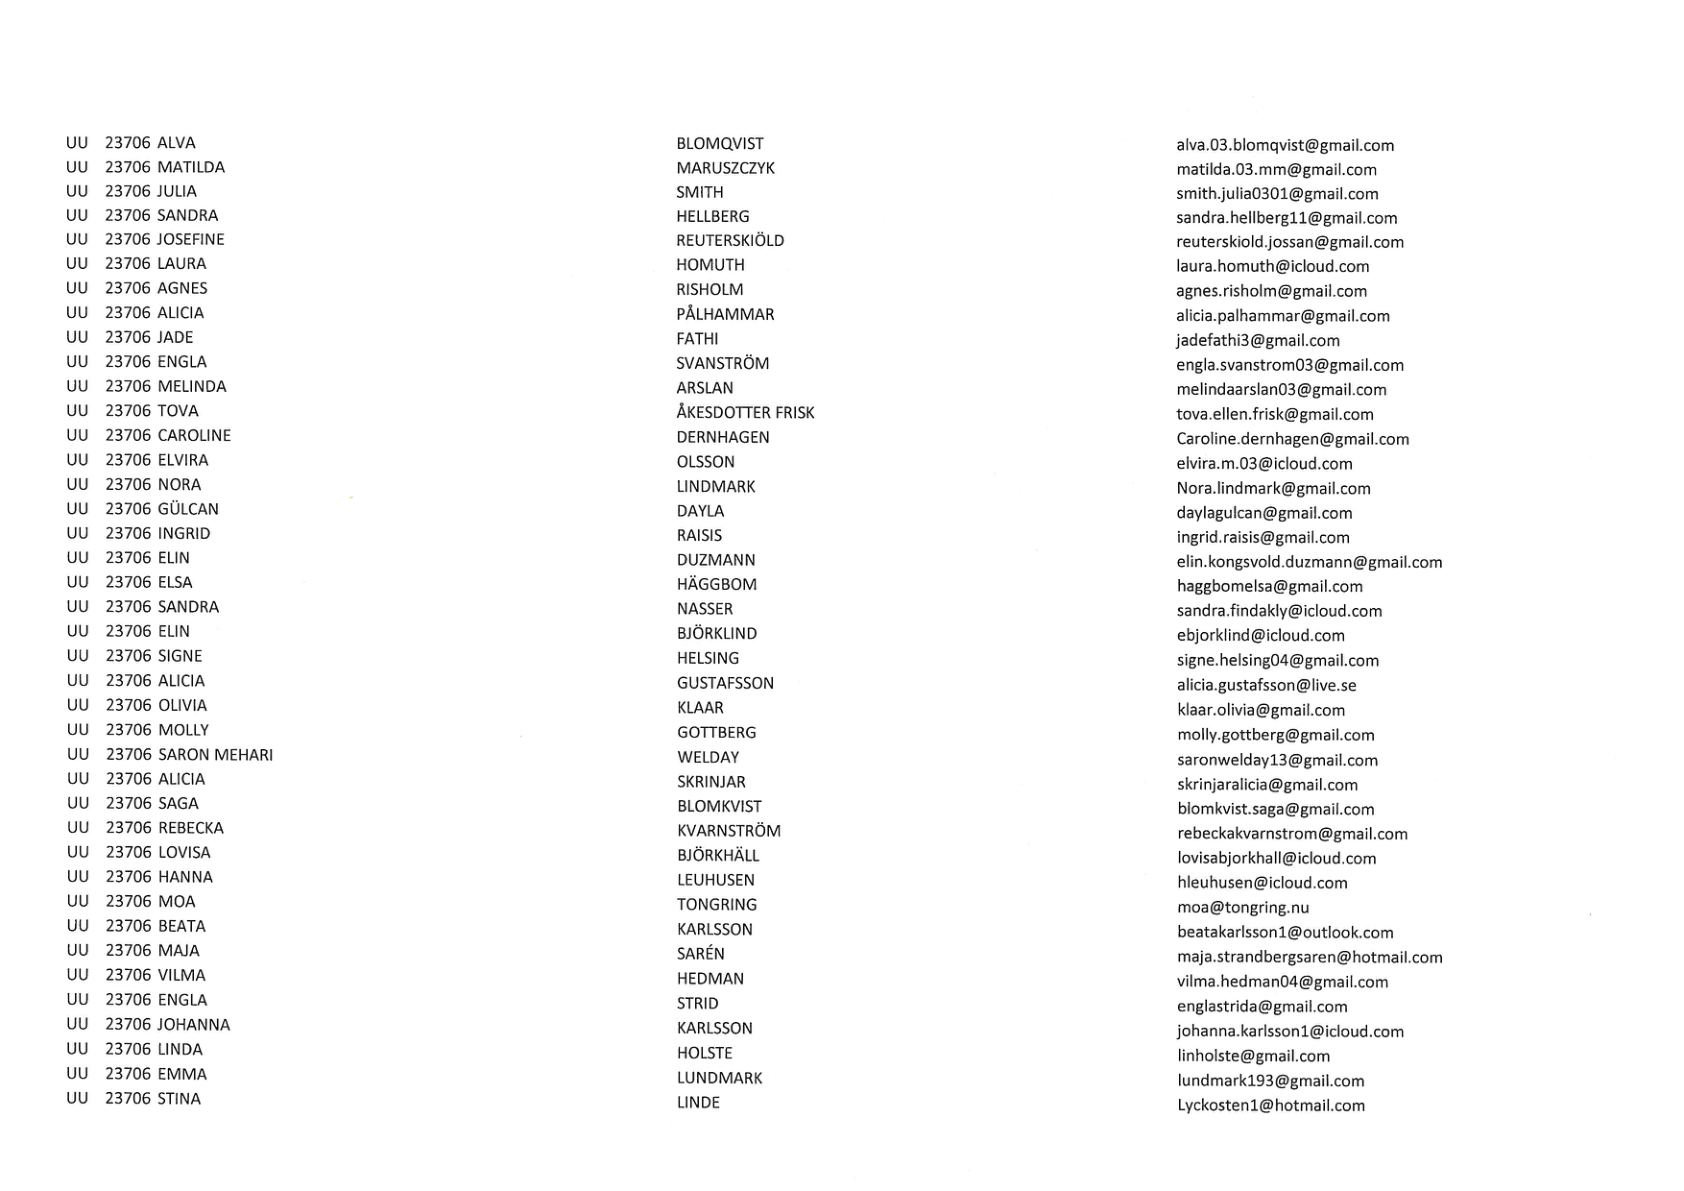 UU 23706 ALVA BLOMQVIST alva.03.blomqvist@gmail.com
UU 23706 MATILDA MARUSZCZYK matilda.03.mm@gmail.com
UU 23706 JULIA SMITH smith.julia0301@gmail.com
UU 23706 SANDRA HELLBERG sandra.hellberg11@gmail.com
UU 23706 JOSEFINE REUTERSKIÖLD reuterskiold.jossan@gmail.com
UU 23706 LAURA HOMUTH laura.homuth@icloud.com
UU 23706 AGNES RISHOLM agnes.risholm@gmail.com
UU 23706 ALICIA PÅLHAMMAR alicia.palhammar@gmail.com
UU 23706 JADE FATHI jadefathi3@gmail.com
UU 23706 ENGLA SVANSTRÖM engla.svanstrom03@gmail.com
UU 23706 MELINDA ARSLAN melindaarslan03@gmail.com
UU 23706 TOVA ÅKESDOTTER FRISK tova.ellen.frisk@gmail.com
UU 23706 CAROLINE DERNHAGEN Caroline.dernhagen@gmail.com
UU 23706 ELVIRA OLSSON elvira.m.03@icloud.com
UU 23706 NORA LINDMARK Nora.lindmark@gmail.com
UU 23706 GÜLCAN DAYLA daylagulcan@gmail.com
UU 23706 INGRID RAISIS ingrid.raisis@gmail.com
UU 23706 ELIN DUZMANN elin.kongsvold.duzmann@gmail.com
UU 23706 ELSA HÄGGBOM haggbomelsa@gmail.com
UU 23706 SANDRA NASSER sandra.findakly@icloud.com
UU 23706 ELIN BJÖRKLIND ebjorklind@icloud.com
UU 23706 SIGNE HELSING signe.helsing04@gmail.com
UU 23706 ALICIA GUSTAFSSON alicia.gustafsson@live.se
UU 23706 OLIVIA KLAAR klaar.olivia@gmail.com
UU 23706 MOLLY GOTTBERG molly.gottberg@gmail.com
UU 23706 SARON MEHARI WELDAY saronwelday13@gmail.com
UU 23706 ALICIA SKRINJAR skrinjaralicia@gmail.com
UU 23706 SAGA BLOMKVIST blomkvist.saga@gmail.com
UU 23706 REBECKA KVARNSTRÖM rebeckakvarnstrom@gmail.com
UU 23706 LOVISA BJÖRKHÄLL lovisabjorkhall@icloud.com
UU 23706 HANNA LEUHUSEN hleuhusen@icloud.com
UU 23706 MOA TONGRING moa@tongring.nu
UU 23706 BEATA KARLSSON beatakarlsson1@outlook.com
UU 23706 MAJA SARÉN maja.strandbergsaren@hotmail.com
UU 23706 VILMA HEDMAN vilma.hedman04@gmail.com
UU 23706 ENGLA STRID englastrida@gmail.com
UU 23706 JOHANNA KARLSSON johanna.karlsson1@icloud.com
UU 23706 LINDA HOLSTE linholste@gmail.com
UU 23706 EMMA LUNDMARK lundmark193@gmail.com
UU 23706 STINA LINDE Lyckosten1@hotmail.com